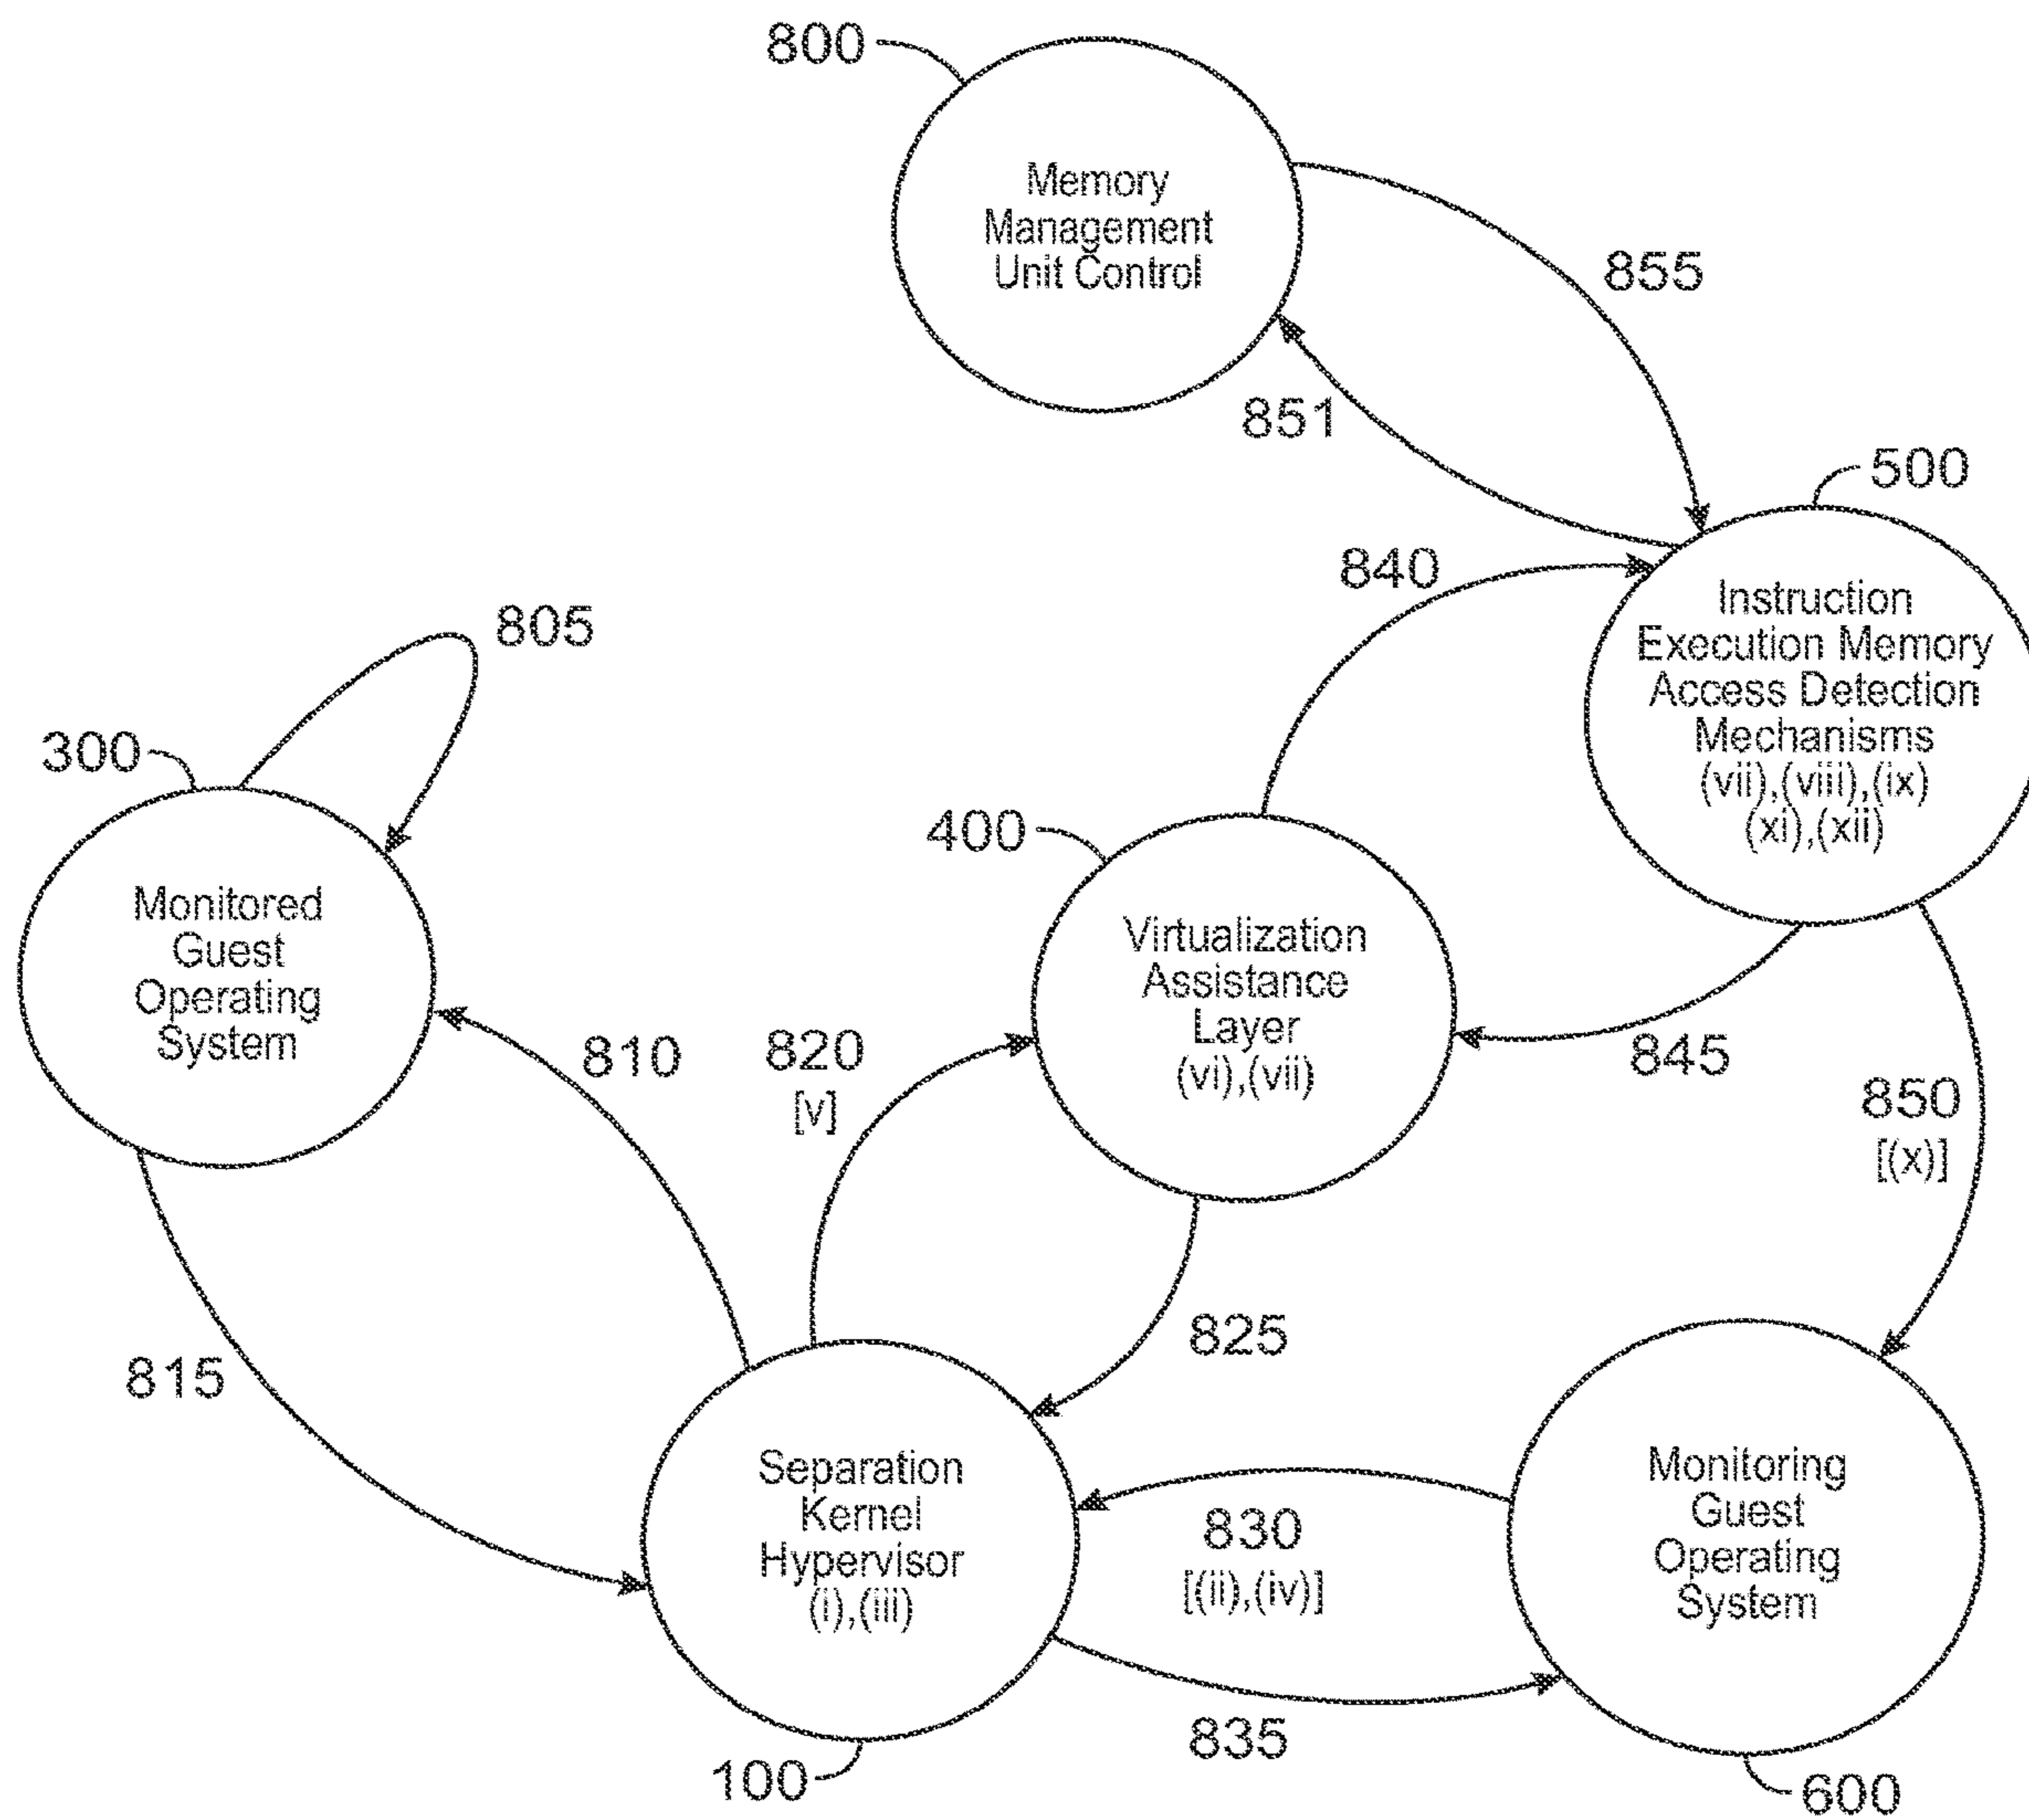 800
Memory
Management
Unit Control
855
851
500
840
Instruction
Execution Memory
Access Detection
Mechanisms
(vii),(viii),(ix)
(xi),(xii)
805
300
Monitored
Guest
Operating
System
400
Virtualization
Assistance
Layer
(vi),(vii)
810
820
[v]
845
850
[(x)]
815
825
Separation
Kernel
Hypervisor
(i),(iii)
830
[(ii),(iv)]
Monitoring
Guest
Operating
System
835
100
600